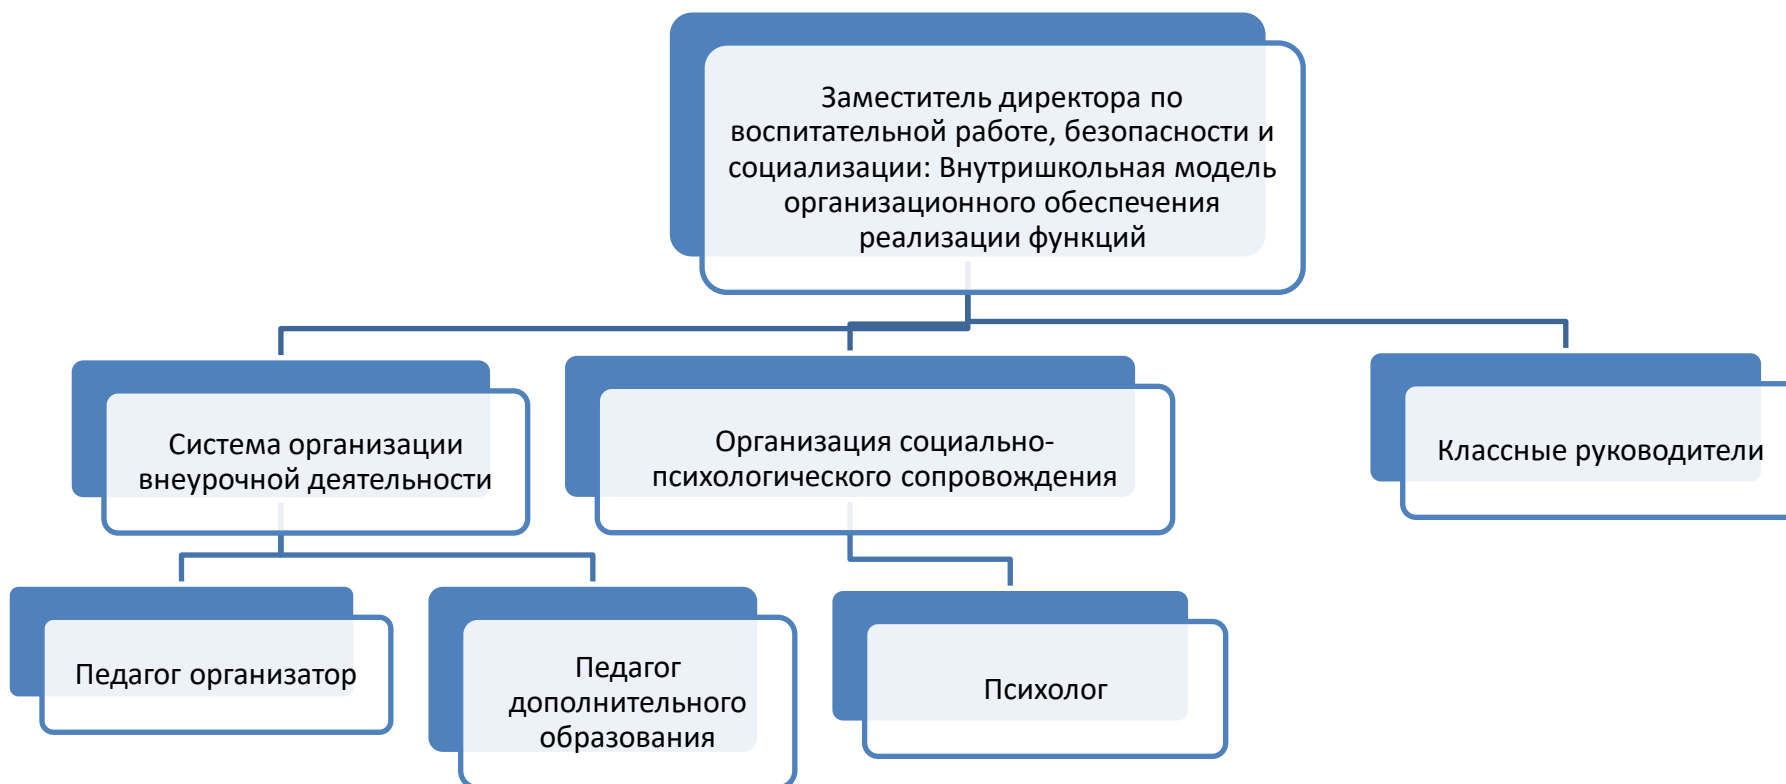 Заместитель директора по
воспитательной работе, безопасности и
социализации: Внутришкольная модель
организационного обеспечения
реализации функций
Система организации
внеурочной деятельности
Организация социально-
психологического сопровождения
Классные руководители
Педагог организатор
Педагог
дополнительного
образования
Психолог